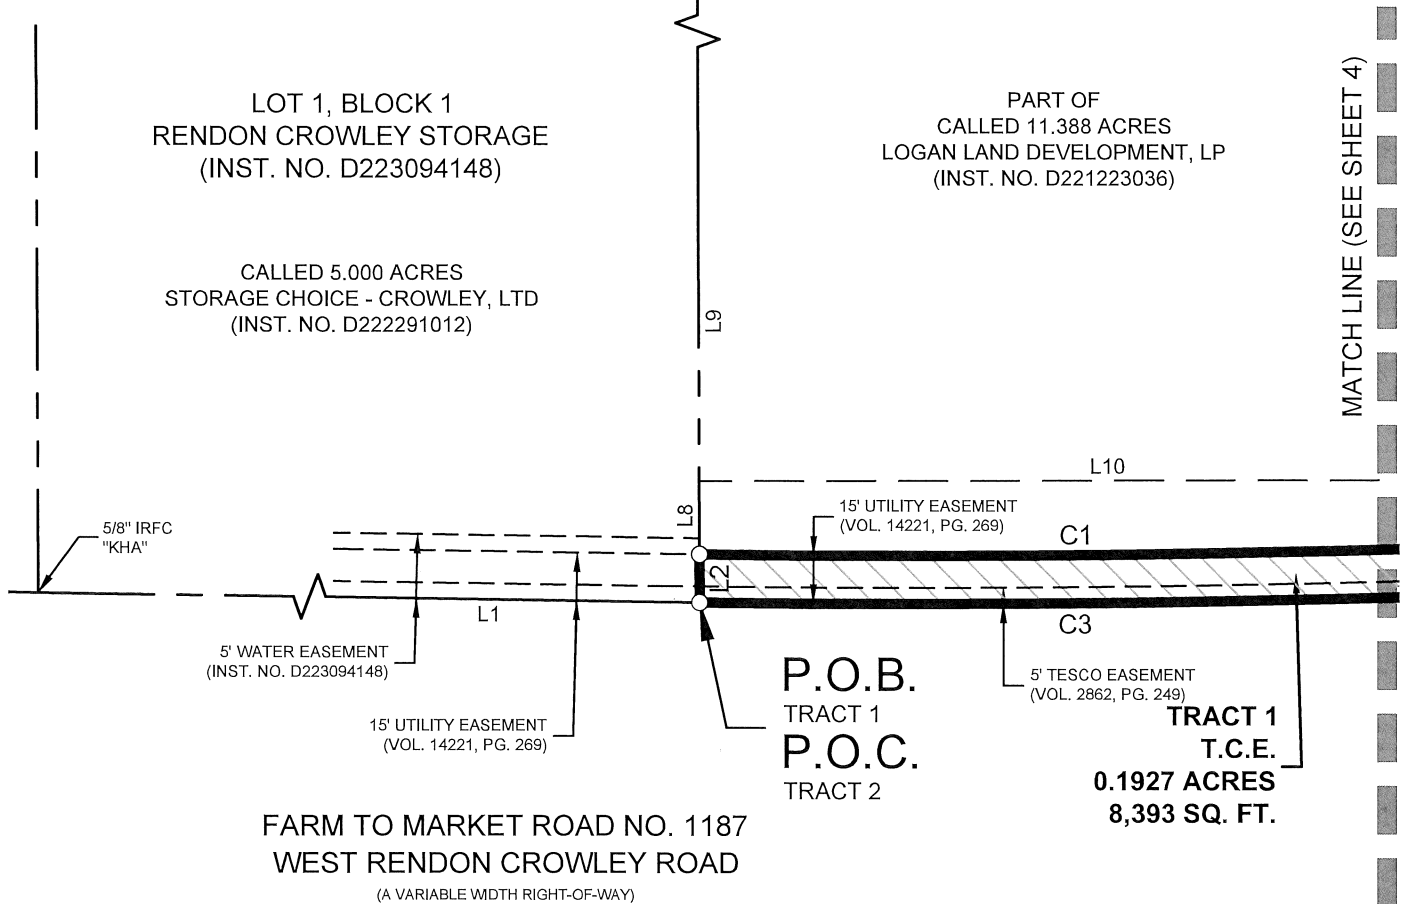 LOT 1, BLOCK 1
RENDON CROWLEY STORAGE
(INST. NO. D223094148)
CALLED 5.000 ACRES
STORAGE CHOICE - CROWLEY, LTD
(INST. NO. D222291012)
PART OF
CALLED 11.388 ACRES
LOGAN LAND DEVELOPMENT, LP
(INST. NO. D221223036)
MATCH LINE (SEE SHEET 4)
L9
L10
L8
15' UTILITY EASEMENT
(VOL. 14221, PG. 269)
C1
5/8" IRFC
"KHA"
L2
L1
C3
5' WATER EASEMENT
(INST. NO. D223094148)
15' UTILITY EASEMENT
(VOL. 14221, PG. 269)
P.O.B.
TRACT 1
P.O.C.
TRACT 2
5' TESCO EASEMENT
(VOL. 2862, PG. 249)
TRACT 1
T.C.E.
0.1927 ACRES
8,393 SQ. FT.
FARM TO MARKET ROAD NO. 1187
WEST RENDON CROWLEY ROAD
(A VARIABLE WIDTH RIGHT-OF-WAY)